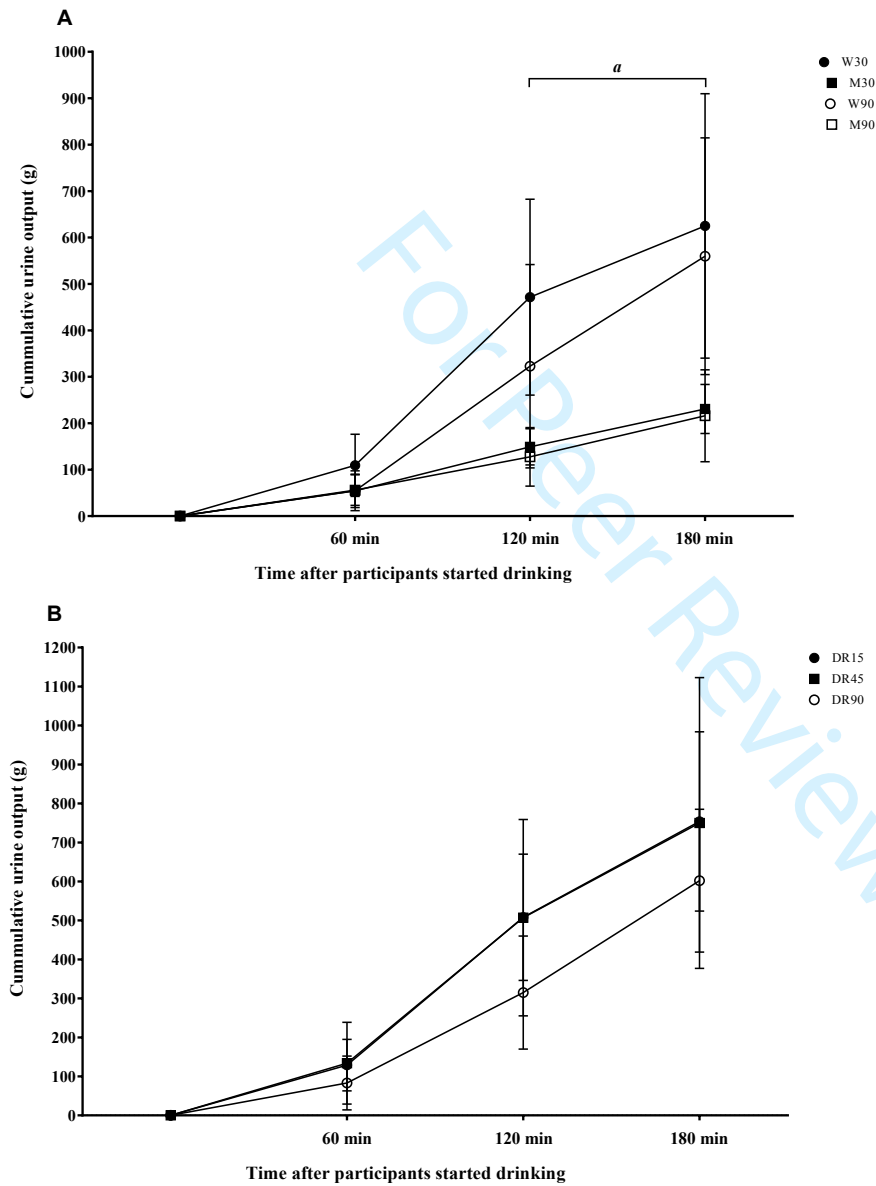 A
1000
900
800
700
600
500
400
300
200
100
0
Cummulative urine output (g)
a
W30
M30
W90
M90
60 min
120 min
180 min
Time after participants started drinking
B
1200
1100
1000
900
800
700
600
500
400
300
200
100
0
Cummulative urine output (g)
DR15
DR45
DR90
60 min
120 min
180 min
Time after participants started drinking
For Peer Review